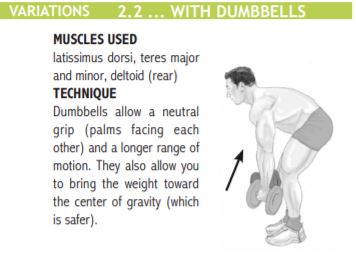 VARIATIONS 2.2 ... WITH DUMBBELLS
MUSCLES USED
latissimus dorsi, teres major
and minor, deltoid (rear)
TECHNIQUE
Dumbbells allow a neutral
grip (palms facing each
other) and a longer range of
motion. They also allow you
to bring the weight toward
the center of gravity (which
is safer).